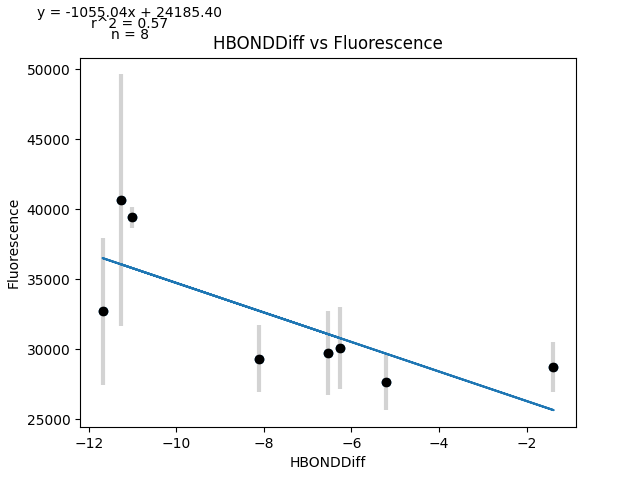 y = -1055.04x + 24185.40
r^2 = 0.57
n = 8
HBONDDiff vs Fluorescence
50000
45000
40000
35000
30000
25000
Fluorescence
−12 −10 −8 −6 −4 −2
HBONDDiff